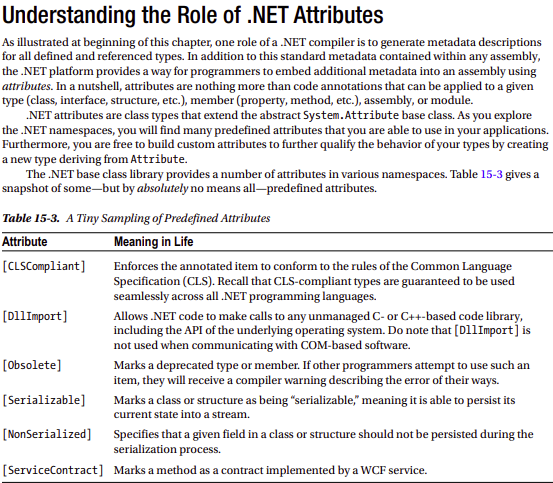 Understanding the Role of .NET Attributes
As illustrated at beginning of this chapter, one role of a .NET compiler is to generate metadata descriptions
for all defined and referenced types. In addition to this standard metadata contained within any assembly,
the .NET platform provides a way for programmers to embed additional metadata into an assembly using
attributes. In a nutshell, attributes are nothing more than code annotations that can be applied to a given
type (class, interface, structure, etc.), member (property, method, etc.), assembly, or module.
.NET attributes are class types that extend the abstract System.Attribute base class. As you explore
the .NET namespaces, you will find many predefined attributes that you are able to use in your applications.
Furthermore, you are free to build custom attributes to further qualify the behavior of your types by creating
a new type deriving from Attribute.
The .NET base class library provides a number of attributes in various namespaces. Table 15-3 gives a
snapshot of some—but by absolutely no means all—predefined attributes.
Table 15-3. A Tiny Sampling of Predefined Attributes
Attribute Meaning in Life
[CLSCompliant] Enforces the annotated item to conform to the rules of the Common Language
Specification (CLS). Recall that CLS-compliant types are guaranteed to be used
seamlessly across all .NET programming languages.
[DllImport] Allows .NET code to make calls to any unmanaged C- or C++-based code library,
including the API of the underlying operating system. Do note that [DllImport] is
not used when communicating with COM-based software.
[Obsolete] Marks a deprecated type or member. If other programmers attempt to use such an
item, they will receive a compiler warning describing the error of their ways.
[Serializable] Marks a class or structure as being “serializable,” meaning it is able to persist its
current state into a stream.
[NonSerialized] Specifies that a given field in a class or structure should not be persisted during the
serialization process.
[ServiceContract] Marks a method as a contract implemented by a WCF service.